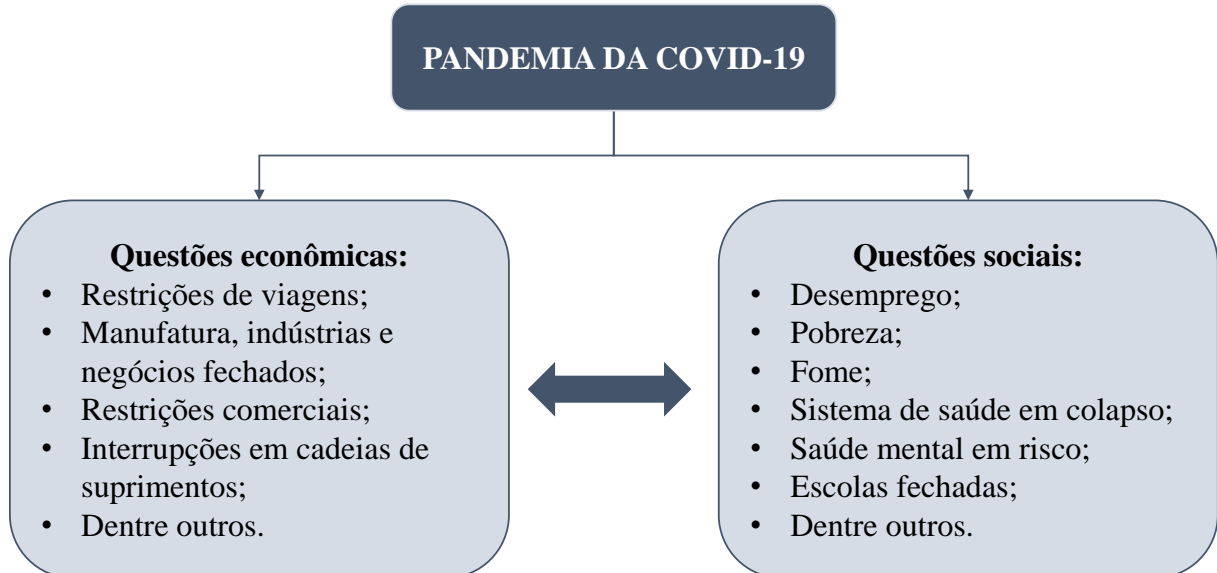 PANDEMIA DA COVID-19
Questões econômicas:
• Restrições de viagens;
• Manufatura, indústrias e
negócios fechados;
• Restrições comerciais;
• Interrupções em cadeias de
suprimentos;
• Dentre outros.
Questões sociais:
• Desemprego;
• Pobreza;
• Fome;
• Sistema de saúde em colapso;
• Saúde mental em risco;
• Escolas fechadas;
• Dentre outros.